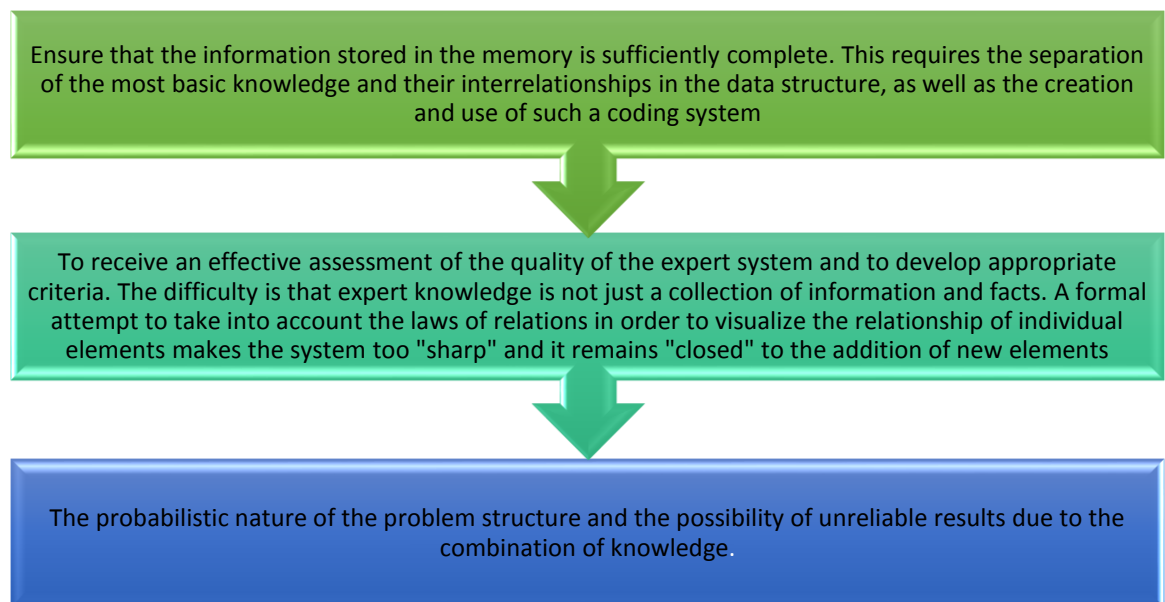 Ensure that the information stored in the memory is sufficiently complete. This requires the separation
of the most basic knowledge and their interrelationships in the data structure, as well as the creation
and use of such a coding system
To receive an effective assessment of the quality of the expert system and to develop appropriate
criteria. The difficulty is that expert knowledge is not just a collection of information and facts. A formal
attempt to take into account the laws of relations in order to visualize the relationship of individual
elements makes the system too "sharp" and it remains "closed" to the addition of new elements
The probabilistic nature of the problem structure and the possibility of unreliable results due to the
combination of knowledge.